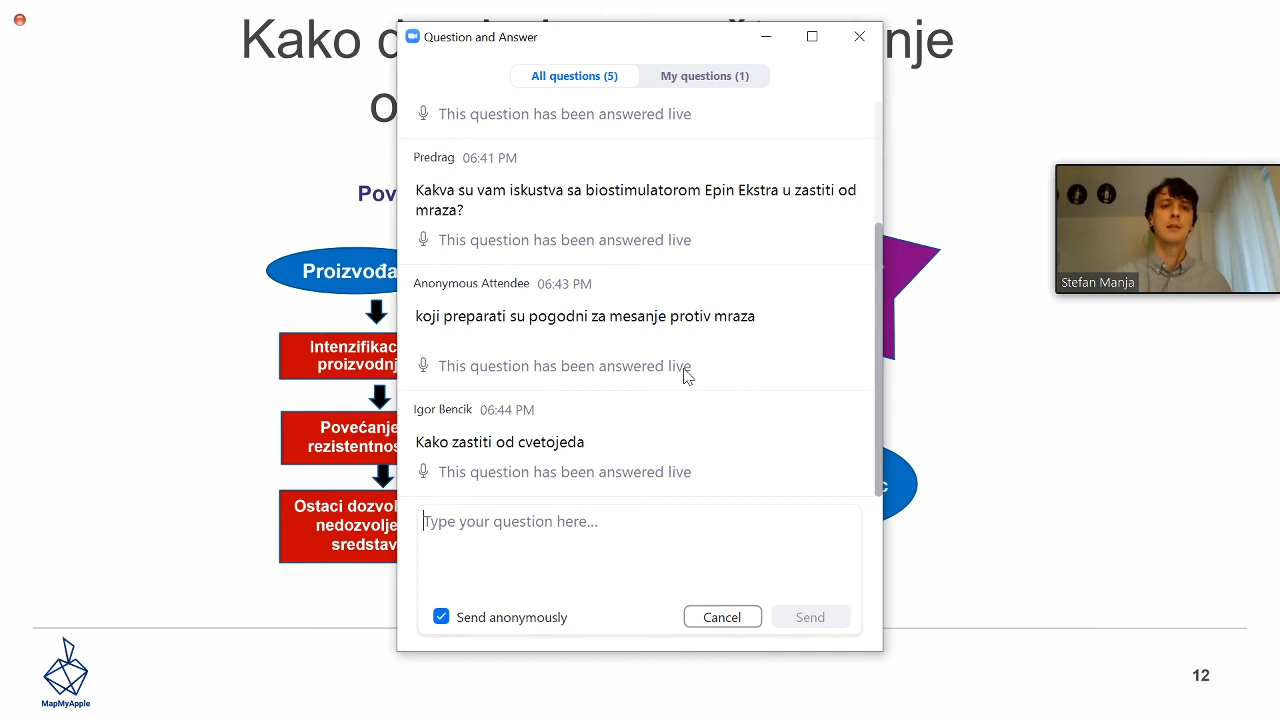 Kako
nje
Question and Answer
All questions (5)
My questions (1)
This question has been answered live
Predrag 06:41 PM
Kakva su vam iskustva sa biostimulatorom Epin Ekstra u zastiti od
mraza?
This question has been answered live
Anonymous Attendee 06:43 PM
koji preparati su pogodni za mesanje protiv mraza
This question has been answered live
Igor Bencik 06:44 PM
Kako zastiti od cvetojeda
This question has been answered live
Type your question here...
Send anonymously
Cancel
Send
Pov
Proizvođa
Intenzifikac
proizvodnj
Povećanje
rezistentnos
Ostaci dozvol
nedozvolje
sredstav
Stefan Manja
MapMyApple
12